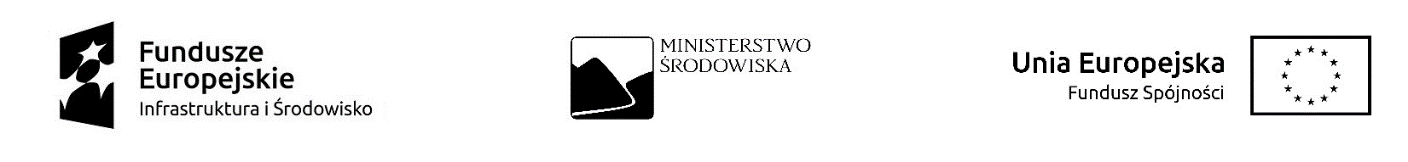 Fundusze
Europejskie
Infrastruktura i Środowisko
MINISTERSTWO
ŚRODOWISKA
Unia Europejska
Fundusz Spójności